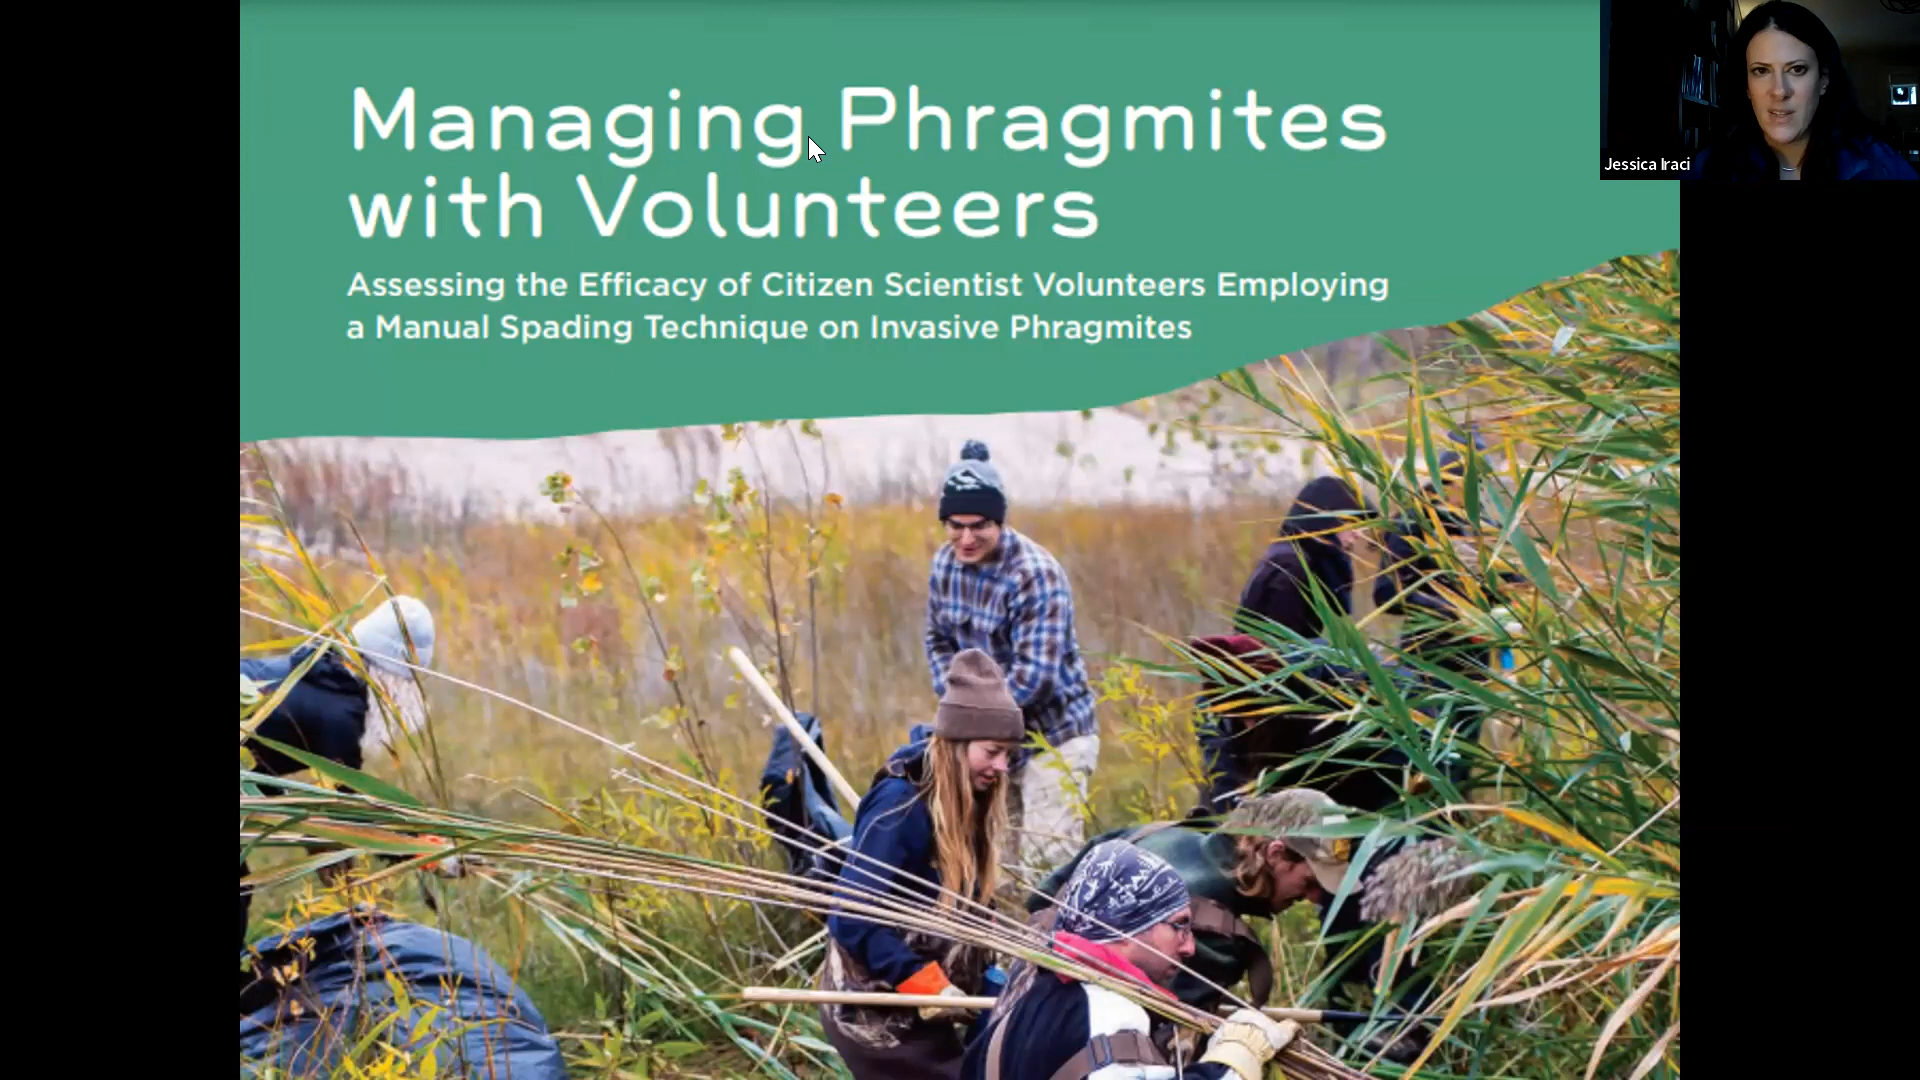 Managing Phragmites
with Volunteers
Assessing the Efficacy of Citizen Scientist Volunteers Employing
a Manual Spading Technique on Invasive Phragmites
Jessica Iraci